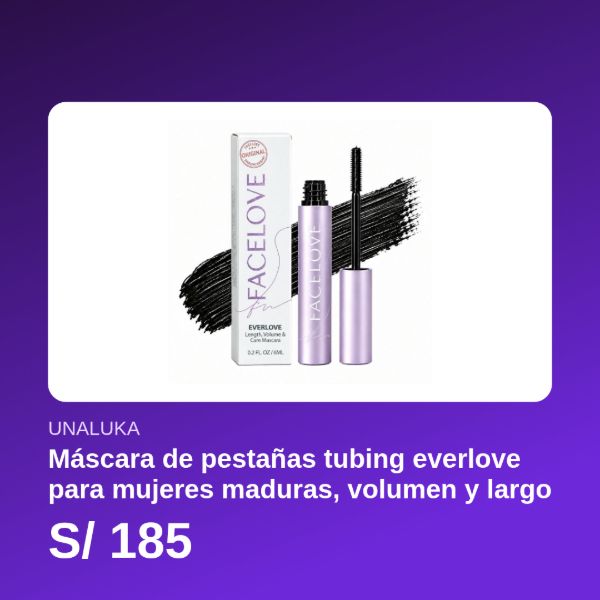 ORIGINAL
FACELOVE
EVERLOVE
Length, Volume &
Care Mascara
0.2 FL. OZ / 6ML
FACELOVE
UNALUKA
Máscara de pestañas tubing everlove
para mujeres maduras, volumen y largo
S/ 185